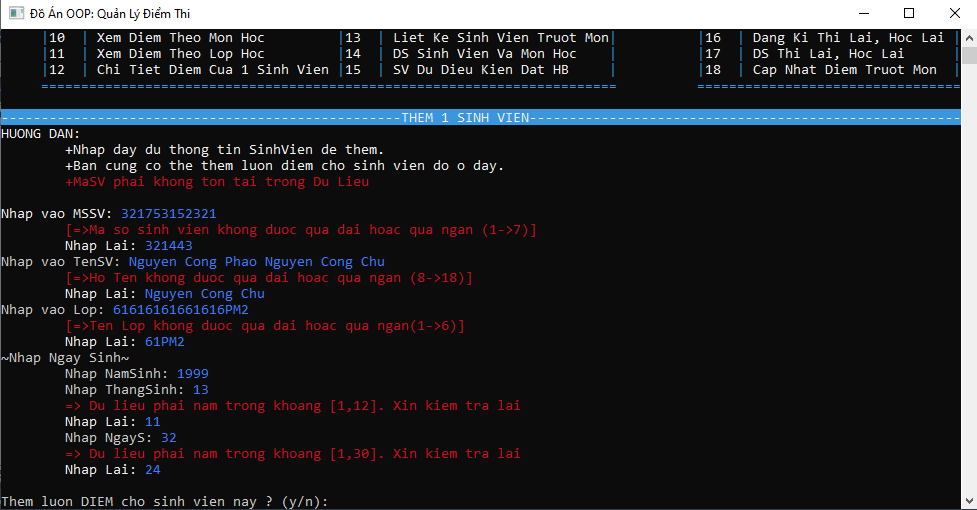 Đồ Án OOP: Quản Lý Điểm Thi
|10 | Xem Diem Theo Mon Hoc |13 | Liet Ke Sinh Vien Truot Mon| |16 | Dang Ki Thi Lai, Hoc Lai |
|11 | Xem Diem Theo Lop Hoc |14 | DS Sinh Vien Va Mon Hoc | |17 | DS Thi Lai, Hoc Lai |
|12 | Chi Tiet Diem Cua 1 Sinh Vien |15 | SV Du Dieu Kien Dat HB | |18 | Cap Nhat Diem Truot Mon |
======================================================================== =================================
--------------------------------------------------THEM 1 SINH VIEN------------------------------------------------------
HUONG DAN:
+Nhap day du thong tin SinhVien de them.
+Ban cung co the them luon diem cho sinh vien do o day.
+MaSV phai khong ton tai trong Du Lieu
Nhap vao MSSV: 321753152321
[=>Ma so sinh vien khong duoc qua dai hoac qua ngan (1->7)]
Nhap Lai: 321443
Nhap vao TenSV: Nguyen Cong Phao Nguyen Cong Chu
[=>Ho Ten khong duoc qua dai hoac qua ngan (8->18)]
Nhap Lai: Nguyen Cong Chu
Nhap vao Lop: 61616161661616PM2
[=>Ten Lop khong duoc qua dai hoac qua ngan(1->6)]
Nhap Lai: 61PM2
~Nhap Ngay Sinh~
Nhap NamSinh: 1999
Nhap ThangSinh: 13
=> Du lieu phai nam trong khoang [1,12]. Xin kiem tra lai
Nhap Lai: 11
Nhap NgayS: 32
=> Du lieu phai nam trong khoang [1,30]. Xin kiem tra lai
Nhap Lai: 24
Them luon DIEM cho sinh vien nay ? (y/n):